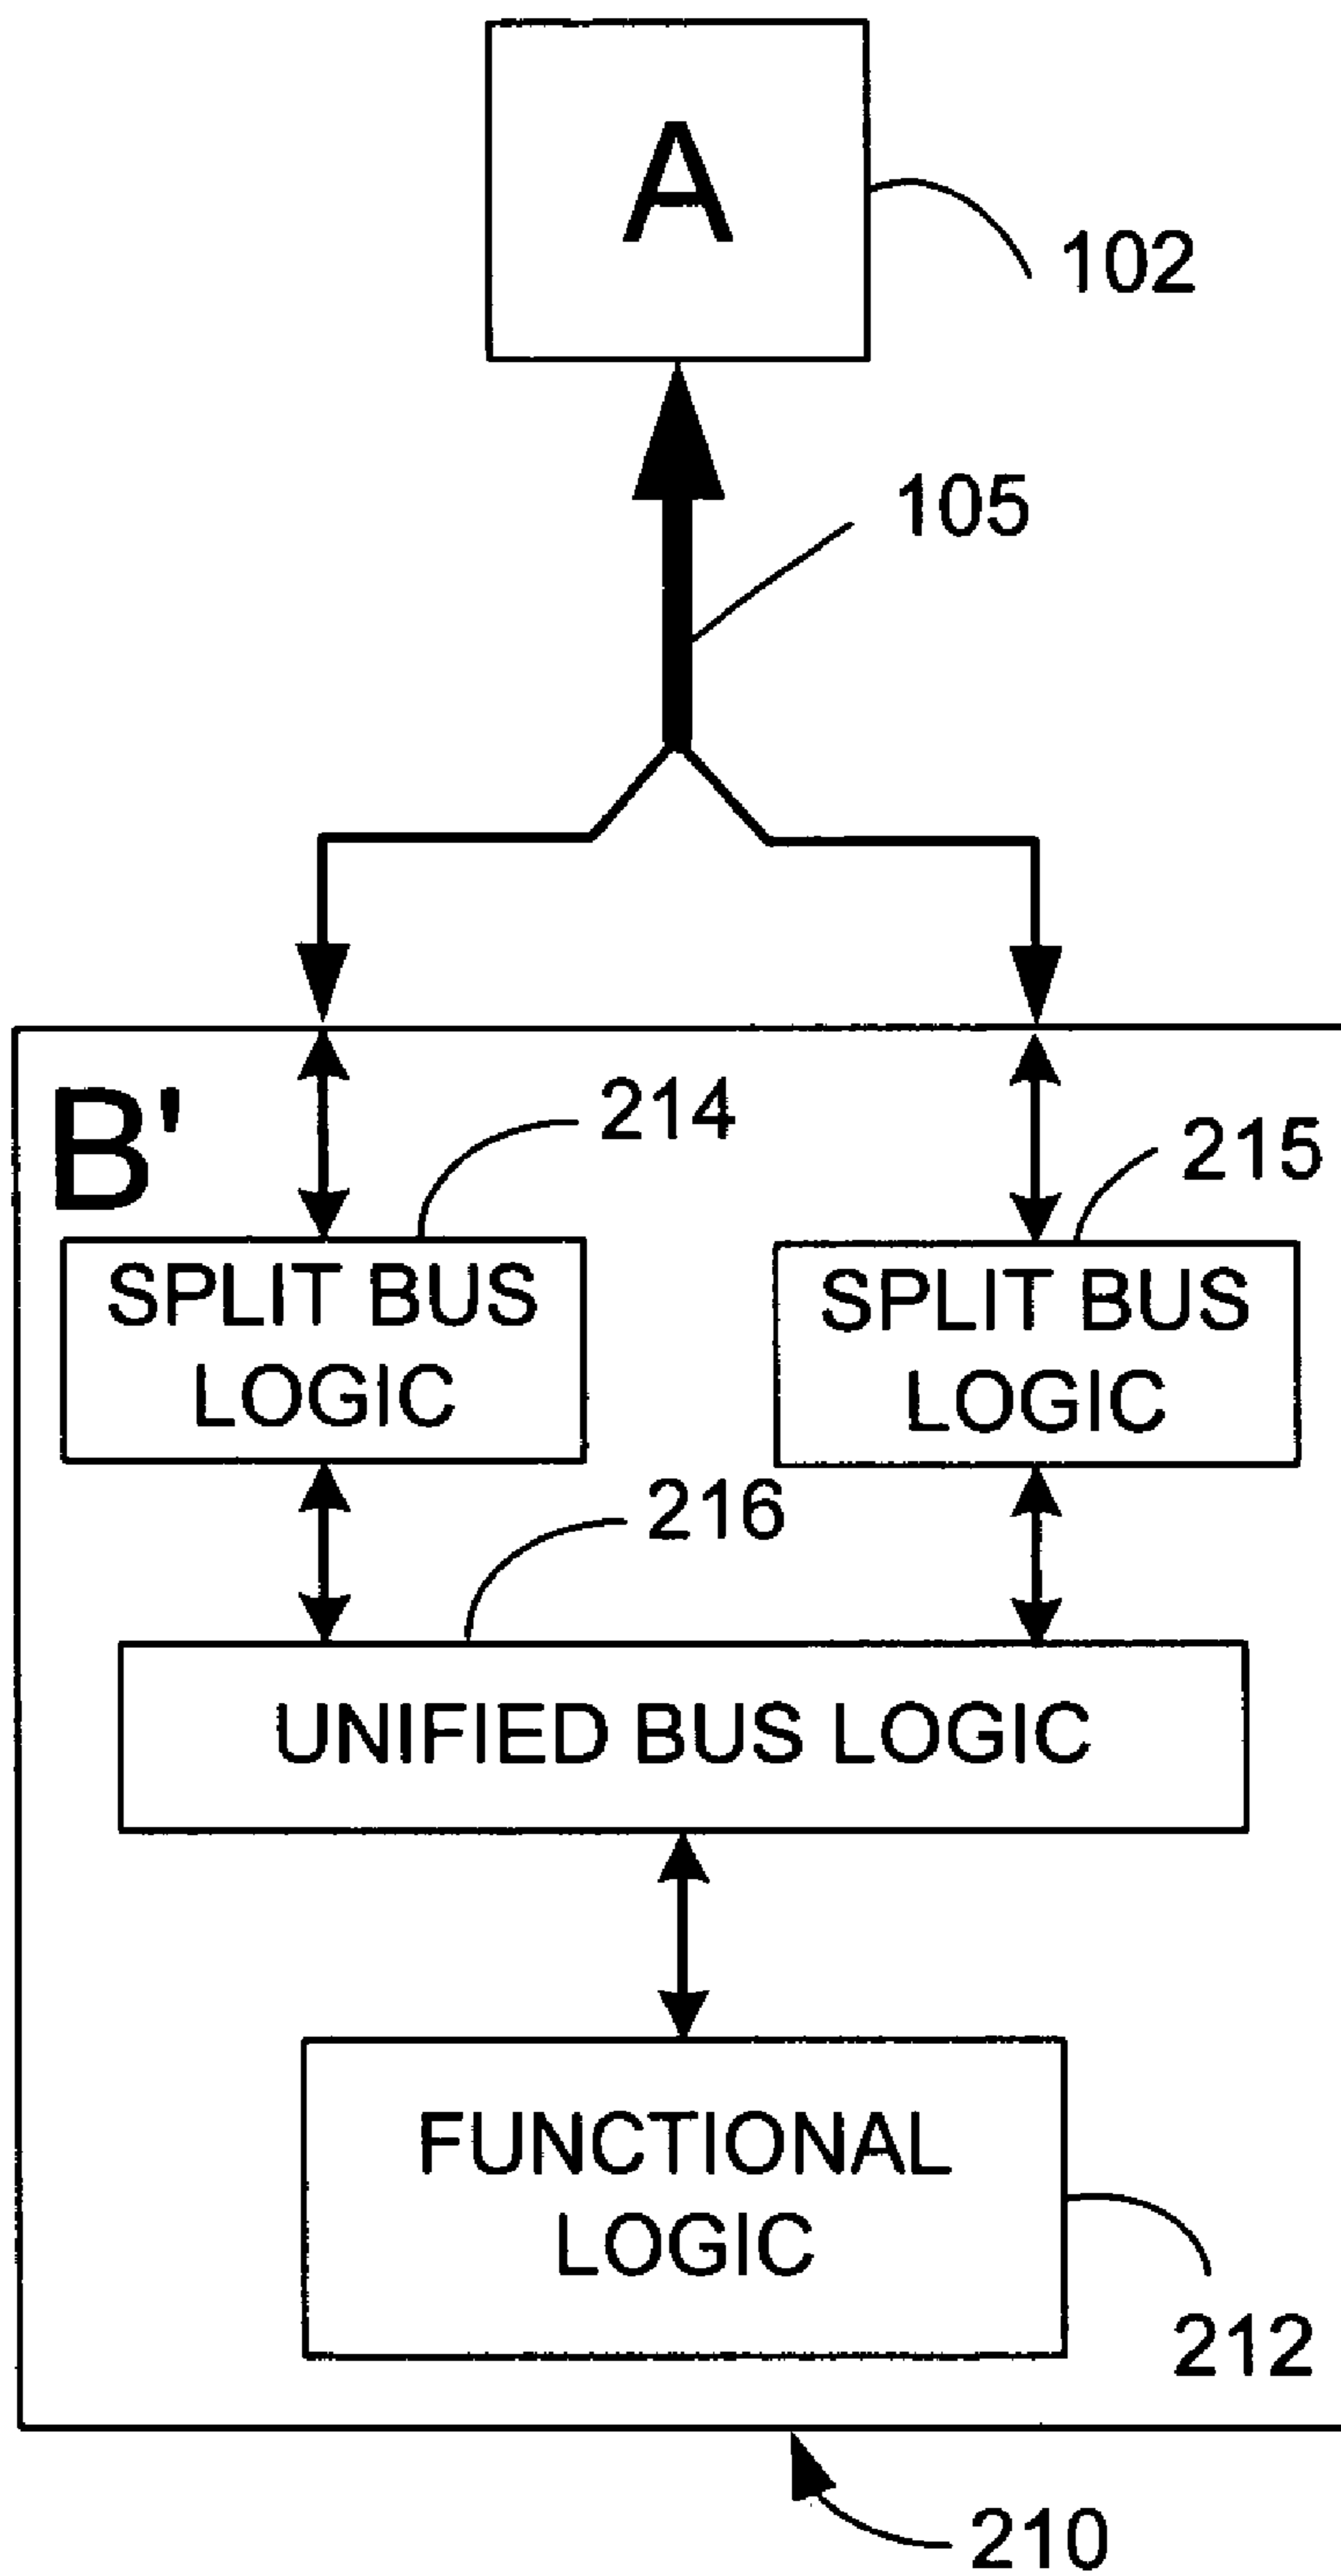 A
102
105
B'
214
215
SPLIT BUS
LOGIC
SPLIT BUS
LOGIC
216
UNIFIED BUS LOGIC
FUNCTIONAL
LOGIC
212
210